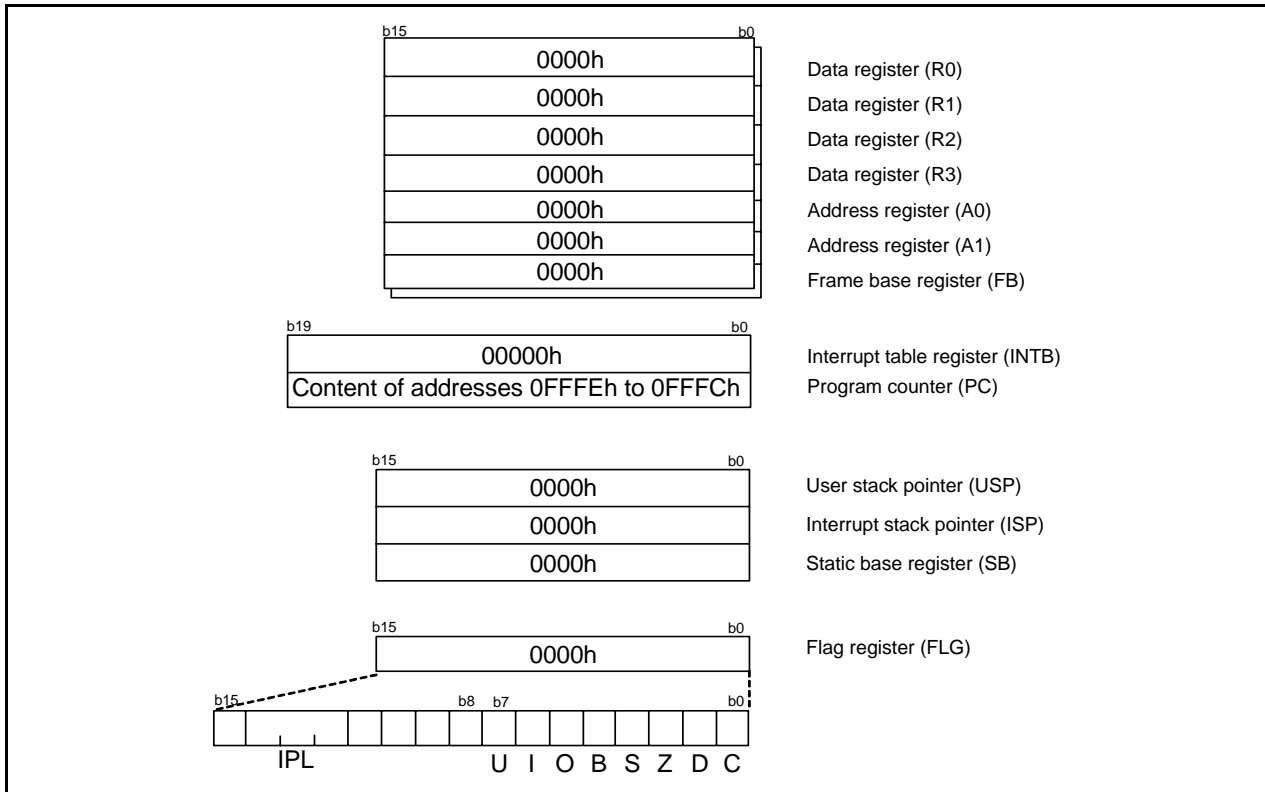 b15 b0
0000h Data register (R0)
0000h Data register (R1)
0000h Data register (R2)
0000h Data register (R3)
0000h Address register (A0)
0000h Address register (A1)
0000h Frame base register (FB)
b19 b0
00000h Interrupt table register (INTB)
Content of addresses 0FFFEh to 0FFFCh Program counter (PC)
b15 b0
0000h User stack pointer (USP)
0000h Interrupt stack pointer (ISP)
0000h Static base register (SB)
b15 b0
0000h Flag register (FLG)
b15 b8 b7 b0
IPL U I O B S Z D C